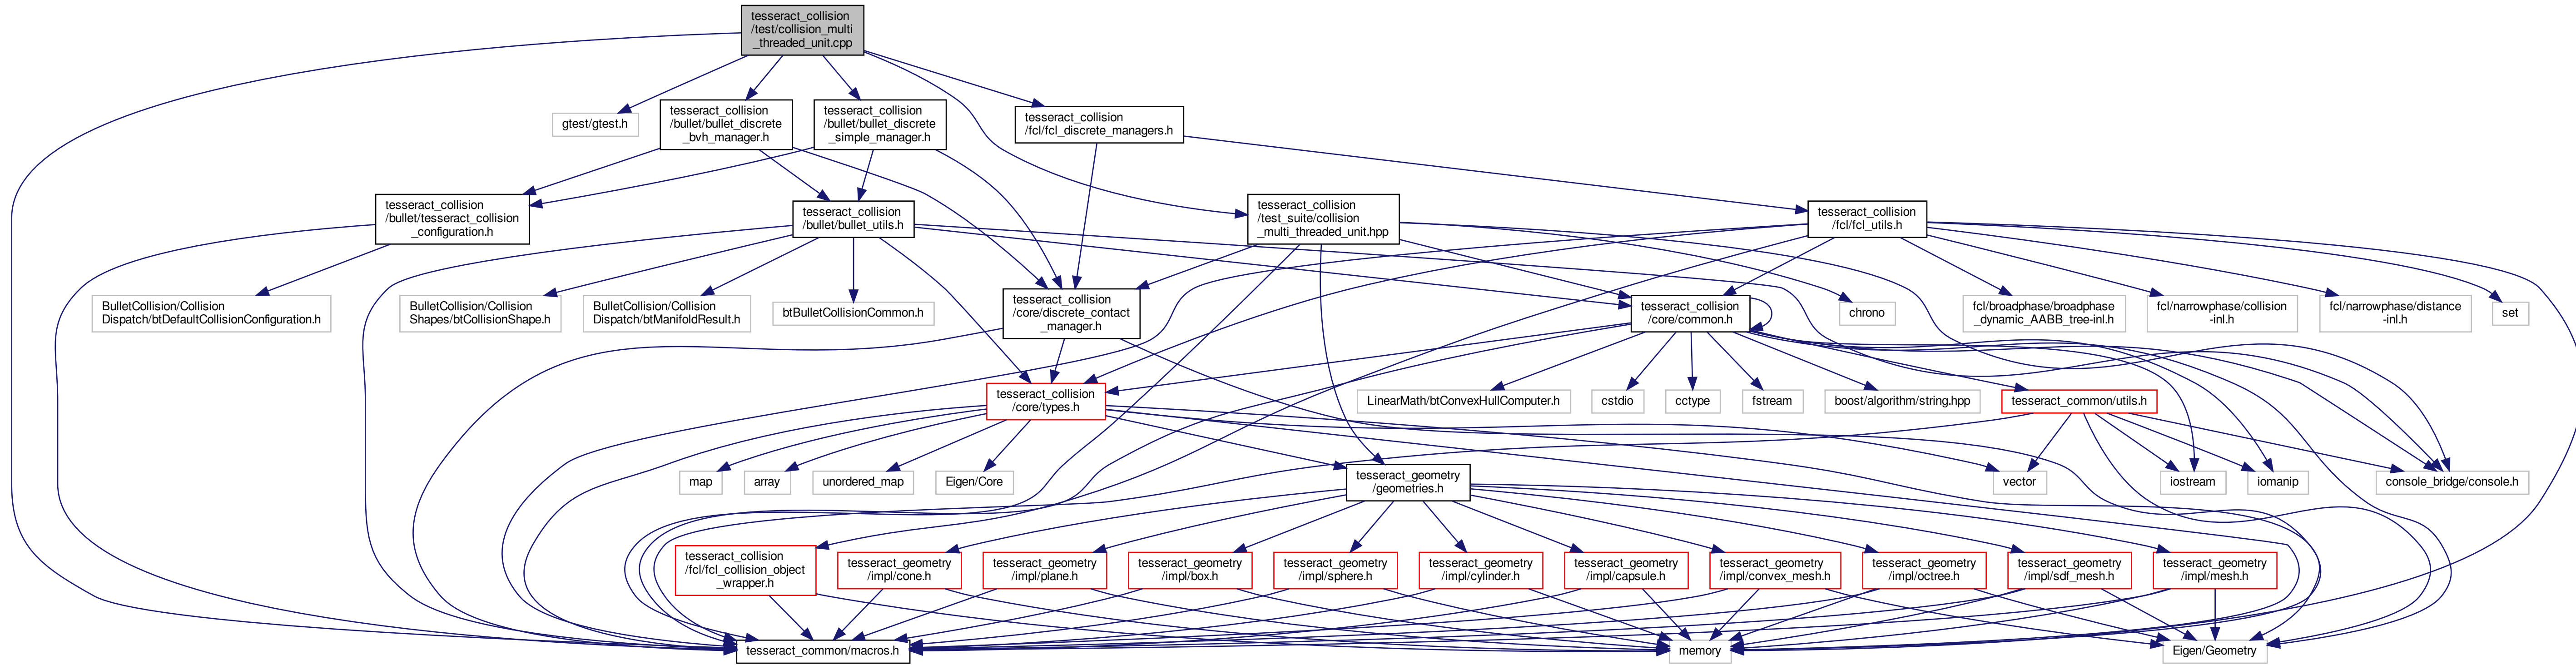 tesseract_collision
/test/collision_multi
_threaded_unit.cpp
gtest/gtest.h
tesseract_collision
/bullet/bullet_discrete
_bvh_manager.h
tesseract_collision
/bullet/bullet_discrete
_simple_manager.h
tesseract_collision
/fcl/fcl_discrete_managers.h
tesseract_collision
/bullet/tesseract_collision
_configuration.h
tesseract_collision
/bullet/bullet_utils.h
tesseract_collision
/test_suite/collision
_multi_threaded_unit.hpp
tesseract_collision
/fcl/fcl_utils.h
BulletCollision/Collision
Dispatch/btDefaultCollisionConfiguration.h
BulletCollision/Collision
Shapes/btCollisionShape.h
BulletCollision/Collision
Dispatch/btManifoldResult.h
btBulletCollisionCommon.h
tesseract_collision
/core/discrete_contact
_manager.h
tesseract_collision
/core/common.h
chrono
fcl/broadphase/broadphase
_dynamic_AABB_tree-inl.h
fcl/narrowphase/collision
-inl.h
fcl/narrowphase/distance
-inl.h
set
tesseract_collision
/core/types.h
LinearMath/btConvexHullComputer.h
cstdio
cctype
fstream
boost/algorithm/string.hpp
tesseract_common/utils.h
map
array
unordered_map
Eigen/Core
tesseract_geometry
/geometries.h
vector
iostream
iomanip
console_bridge/console.h
tesseract_collision
/fcl/fcl_collision_object
_wrapper.h
tesseract_geometry
/impl/cone.h
tesseract_geometry
/impl/plane.h
tesseract_geometry
/impl/box.h
tesseract_geometry
/impl/sphere.h
tesseract_geometry
/impl/cylinder.h
tesseract_geometry
/impl/capsule.h
tesseract_geometry
/impl/convex_mesh.h
tesseract_geometry
/impl/octree.h
tesseract_geometry
/impl/sdf_mesh.h
tesseract_geometry
/impl/mesh.h
tesseract_common/macros.h
memory
Eigen/Geometry